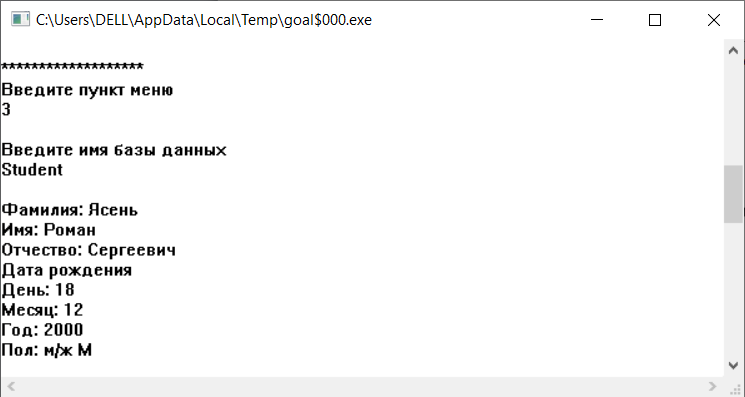 C:\Users\DELL\AppData\Local\Temp\goal$000.exe
*******************
Введите пункт меню
3
Введите имя базы данных
Student
Фамилия: Ясень
Имя: Роман
Отчество: Сергеевич
Дата рождения
День: 18
Месяц: 12
Год: 2000
Пол: м/ж М